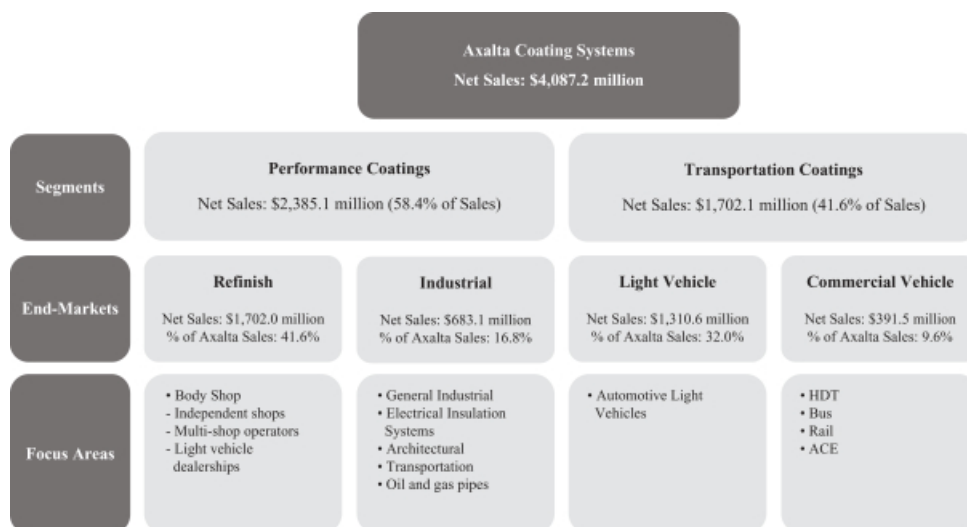 Axalta Coating Systems
Net Sales: $4,087.2 million
Segments
Performance Coatings
Net Sales: $2,385.1 million (58.4% of Sales)
Transportation Coatings
Net Sales: $1,702.1 million (41.6% of Sales)
End-Markets
Refinish
Net Sales: $1,702.0 million
% of Axalta Sales: 41.6%
Industrial
Net Sales: $683.1 million
% of Axalta Sales: 16.8%
Light Vehicle
Net Sales: $1,310.6 million
% of Axalta Sales: 32.0%
Commercial Vehicle
Net Sales: $391.5 million
% of Axalta Sales: 9.6%
Focus Areas
• Body Shop
- Independent shops
- Multi-shop operators
- Light vehicle
dealerships
• General Industrial
• Electrical Insulation
Systems
• Architectural
• Transportation
• Oil and gas pipes
• Automotive Light
Vehicles
• HDT
• Bus
• Rail
• ACE